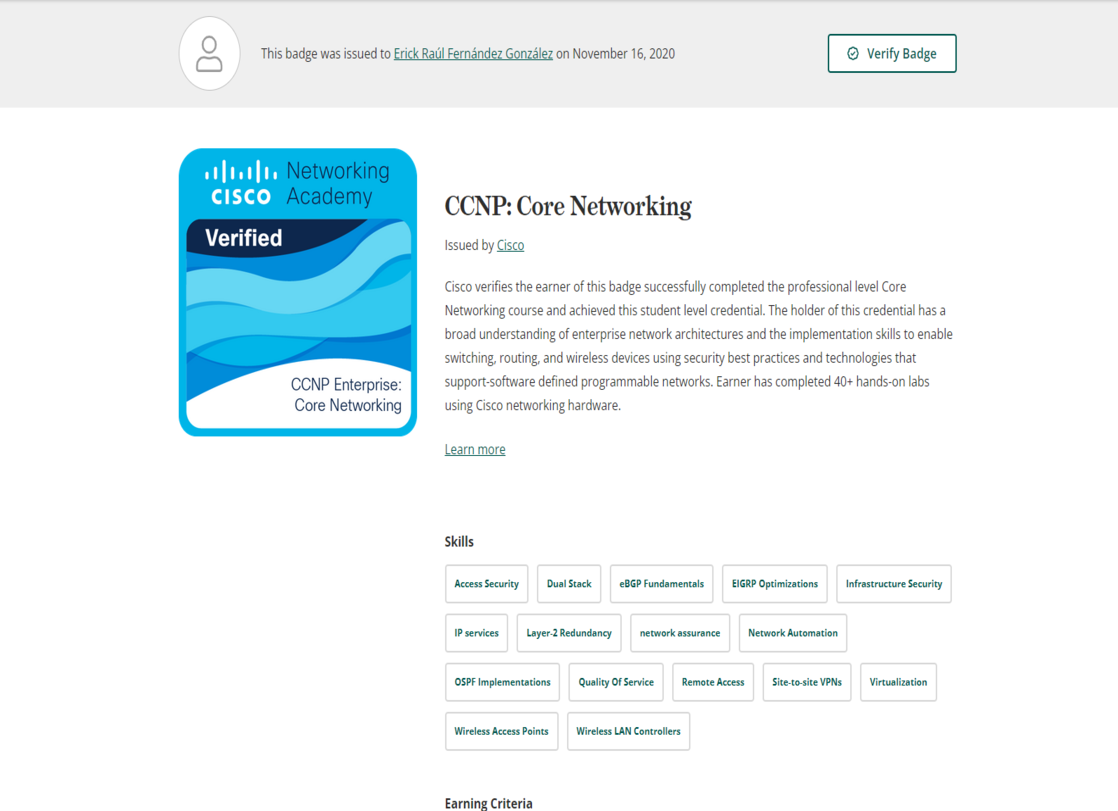 This badge was issued to Erick Raúl Fernández González on November 16, 2020
Verify Badge
CISCO
Networking
Academy
Verified
CCNP Enterprise:
Core Networking
CCNP: Core Networking
Issued by Cisco
Cisco verifies the earner of this badge successfully completed the professional level Core
Networking course and achieved this student level credential. The holder of this credential has a
broad understanding of enterprise network architectures and the implementation skills to enable
switching, routing, and wireless devices using security best practices and technologies that
support-software defined programmable networks. Earner has completed 40+ hands-on labs
using Cisco networking hardware.
Learn more
Skills
Access Security Dual Stack eBGP Fundamentals EIGRP Optimizations Infrastructure Security
IP services Layer-2 Redundancy network assurance Network Automation
OSPF Implementations Quality Of Service Remote Access Site-to-site VPNs Virtualization
Wireless Access Points Wireless LAN Controllers
Earning Criteria